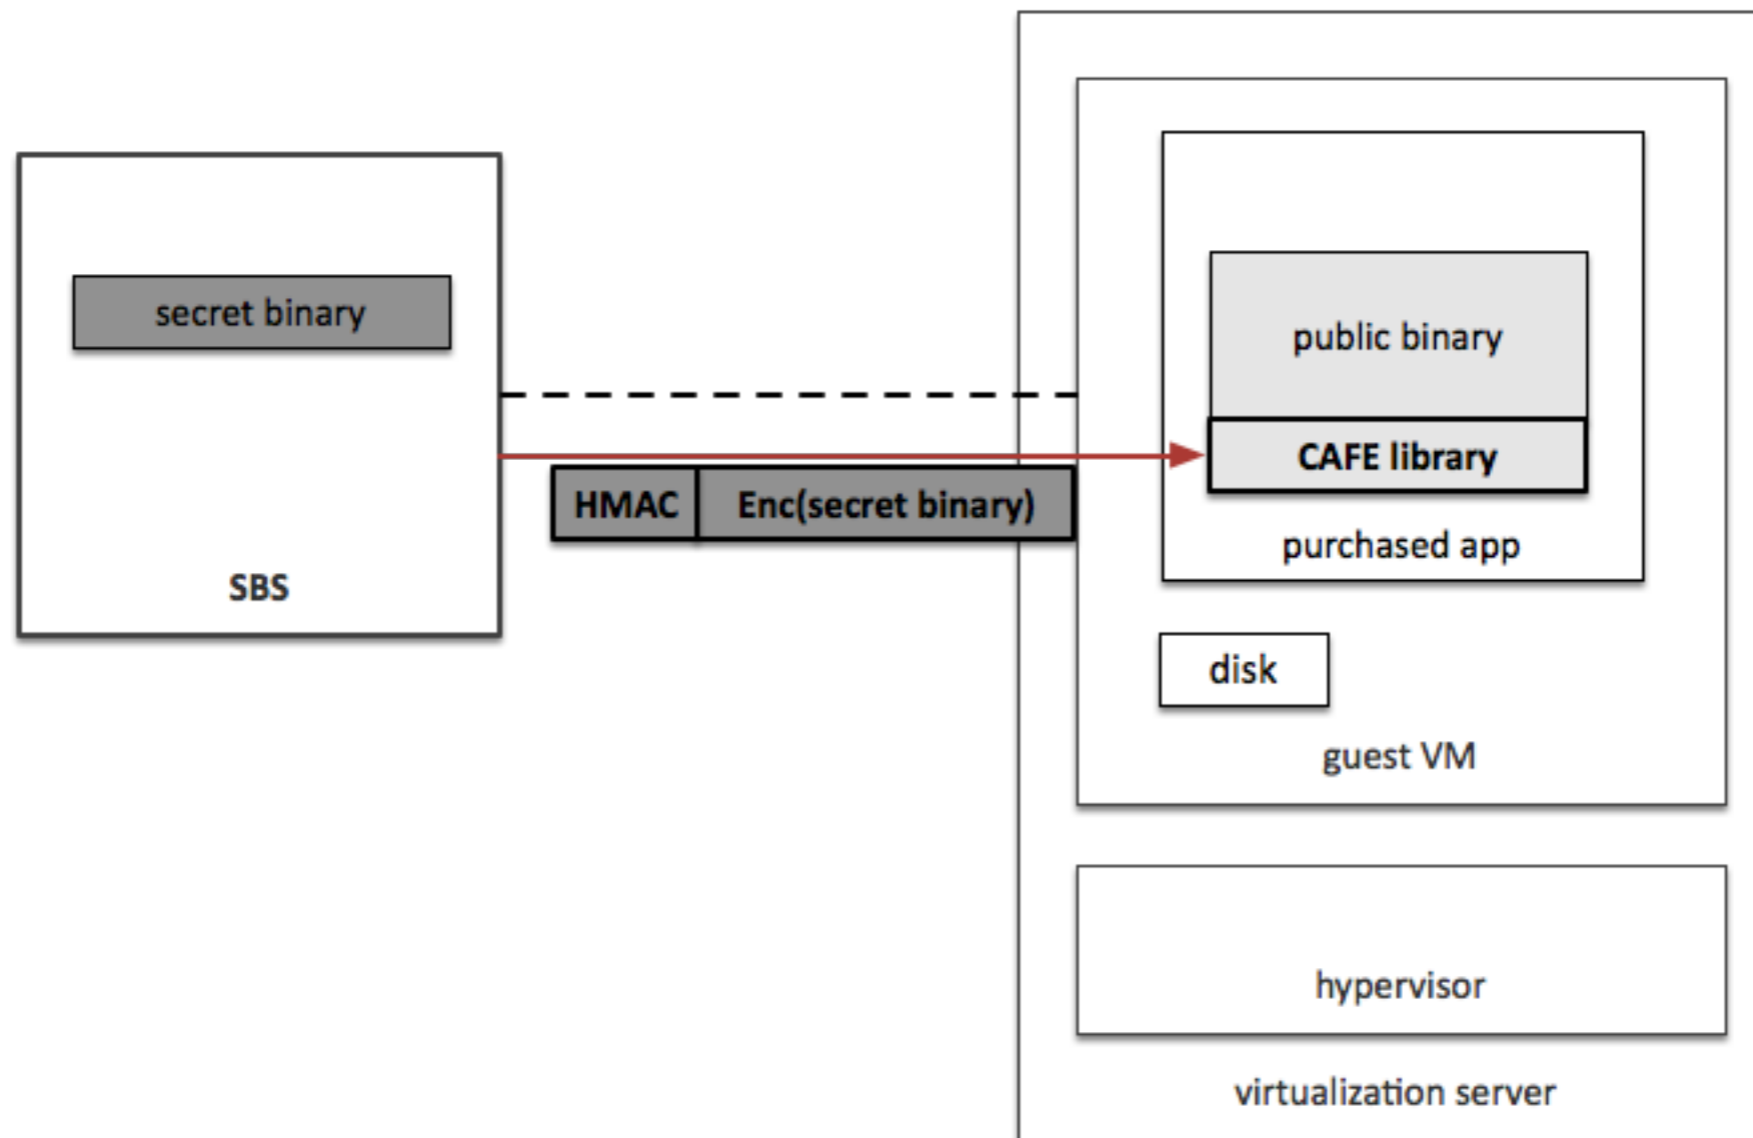 secret binary
SBS
HMAC
Enc(secret binary)
public binary
CAFE library
purchased app
disk
guest VM
hypervisor
virtualization server